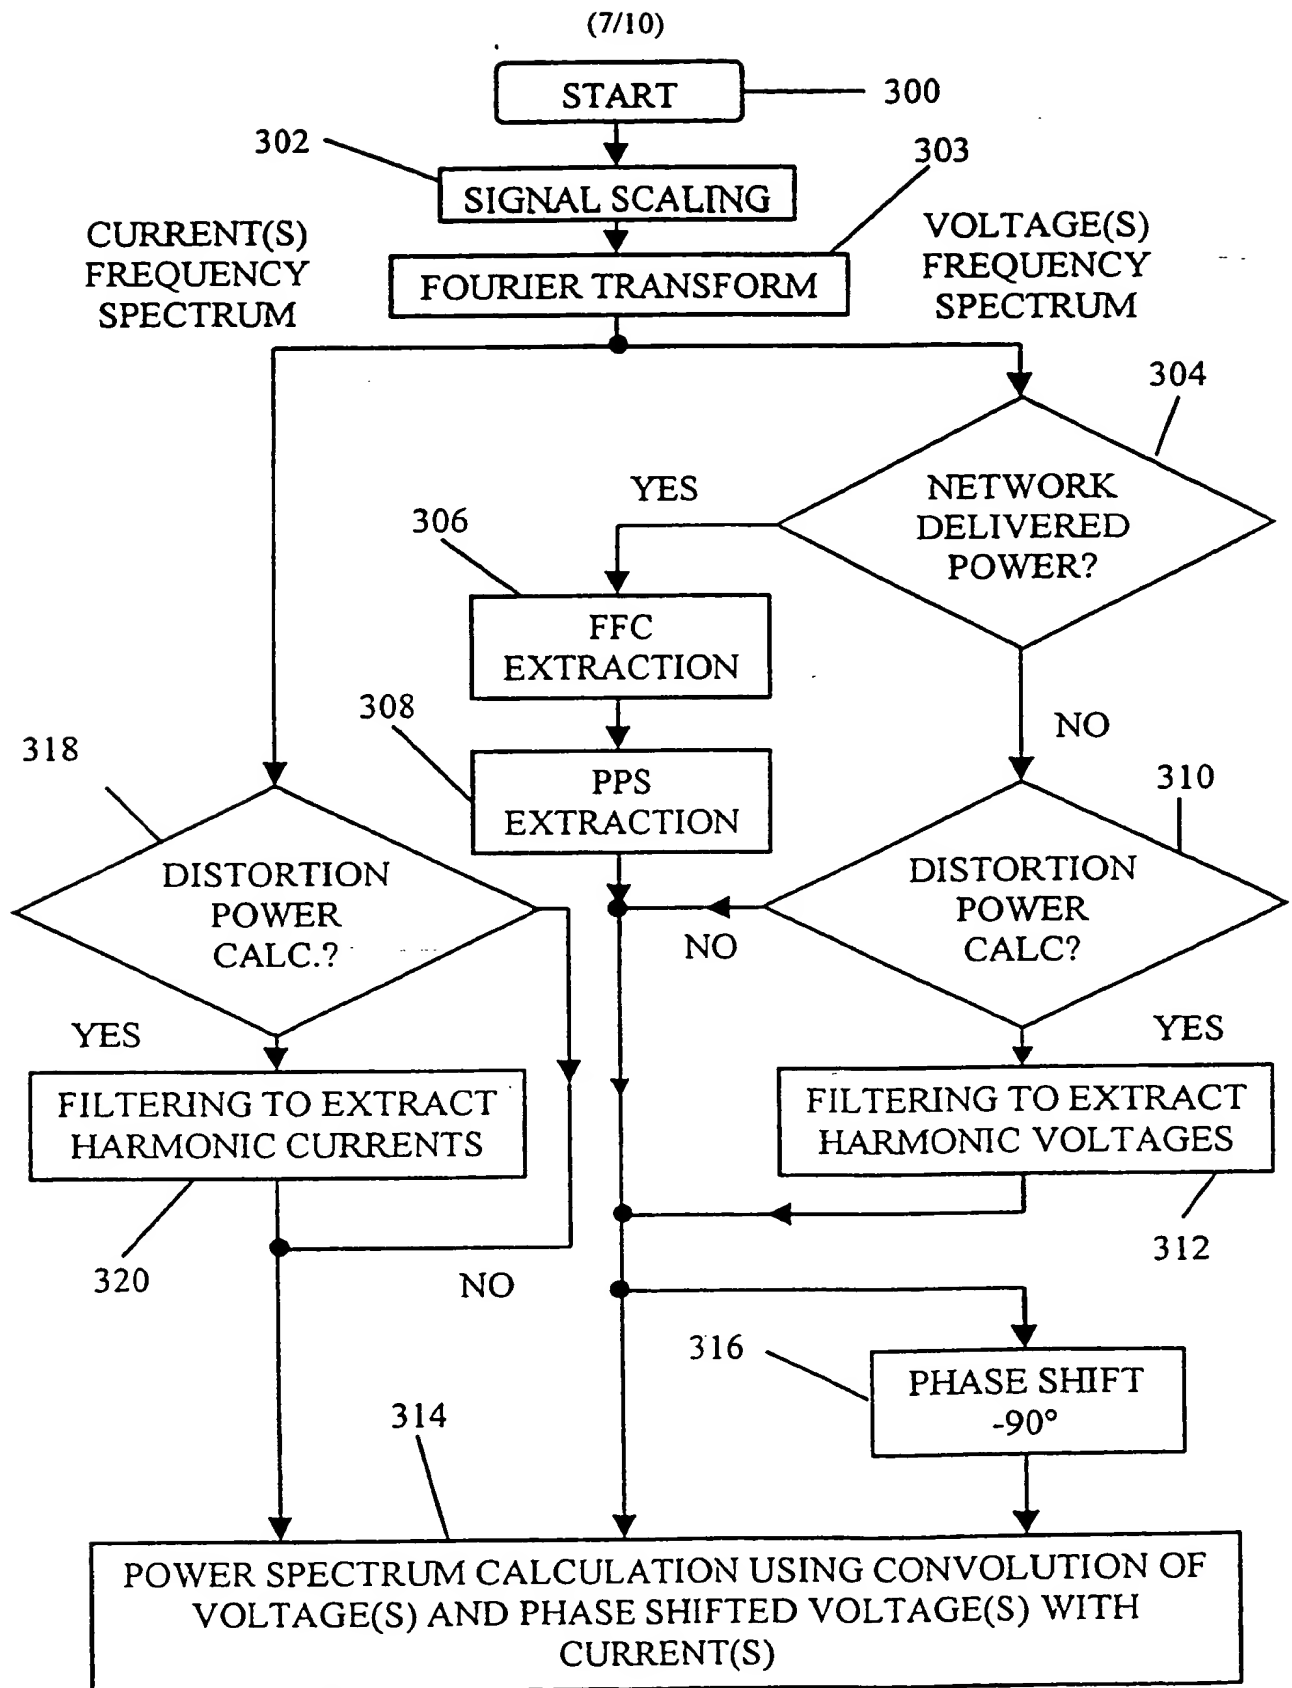 (7/10)
START
300
302
303
SIGNAL SCALING
CURRENT(S)
FREQUENCY
SPECTRUM
VOLTAGE(S)
FREQUENCY
SPECTRUM
FOURIER TRANSFORM
304
NETWORK
DELIVERED
POWER?
YES
306
FFC
EXTRACTION
308
NO
PPS
EXTRACTION
318
310
DISTORTION
POWER
CALC.?
DISTORTION
POWER
CALC?
NO
YES
YES
FILTERING TO EXTRACT
HARMONIC CURRENTS
FILTERING TO EXTRACT
HARMONIC VOLTAGES
320
NO
312
316
PHASE SHIFT
-90°
314
POWER SPECTRUM CALCULATION USING CONVOLUTION OF
VOLTAGE(S) AND PHASE SHIFTED VOLTAGE(S) WITH
CURRENT(S)